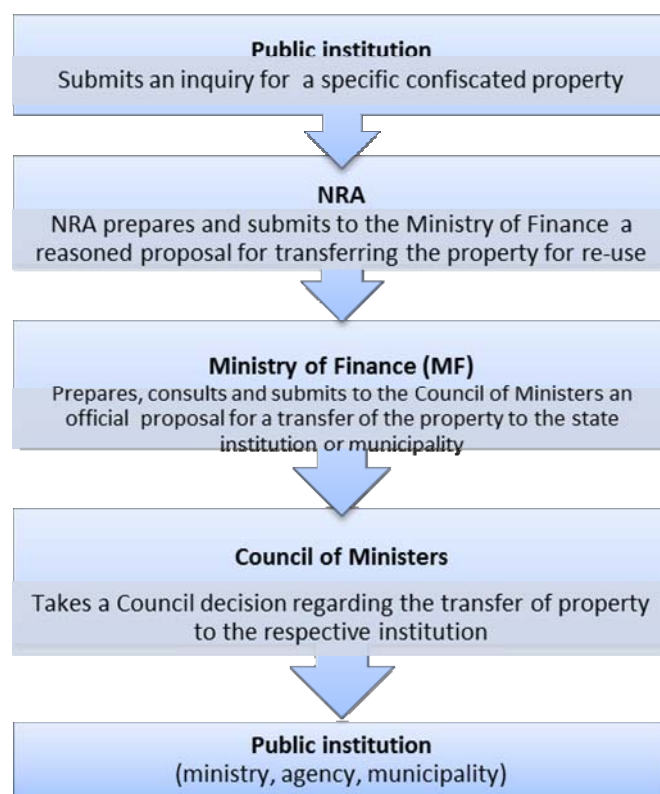 Public institution
Submits an inquiry for a specific confiscated property
NRA
NRA prepares and submits to the Ministry of Finance a
reasoned proposal for transferring the property for re-use
Ministry of Finance (MF)
Prepares, consults and submits to the Council of Ministers an
official proposal for a transfer of the property to the state
institution or municipality
Council of Ministers
Takes a Council decision regarding the transfer of property
to the respective institution
Public institution
(ministry, agency, municipality)